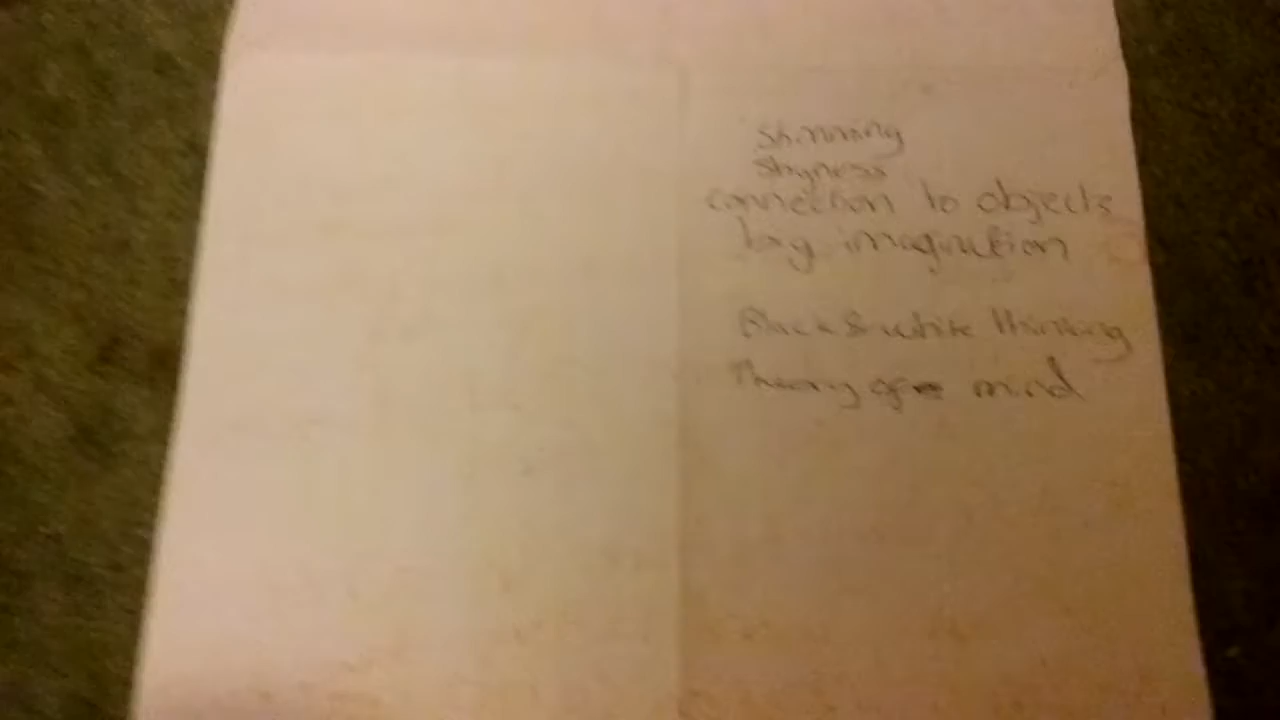 Stimming
Shyness
connection to objects
big imagination
Black & white thinking
Theory of mind